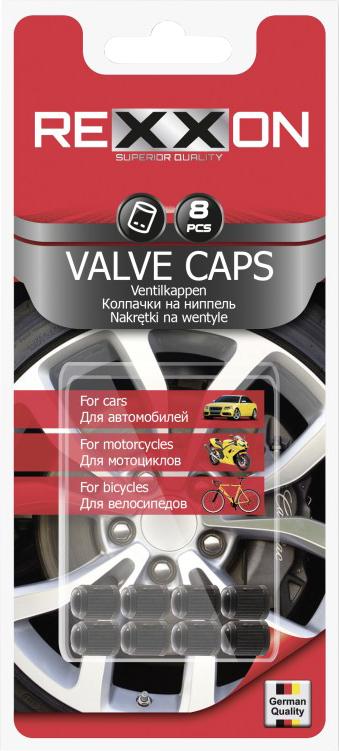 REXXON
SUPERIOR QUALITY
8
PCS
VALVE CAPS
Ventilkappen
Колпачки на ниппель
Nakrętki na wentyle
For cars
Для автомобилей
For motorcycles
Для мотоциклов
For bicycles
Для велосипедов
German
Quality